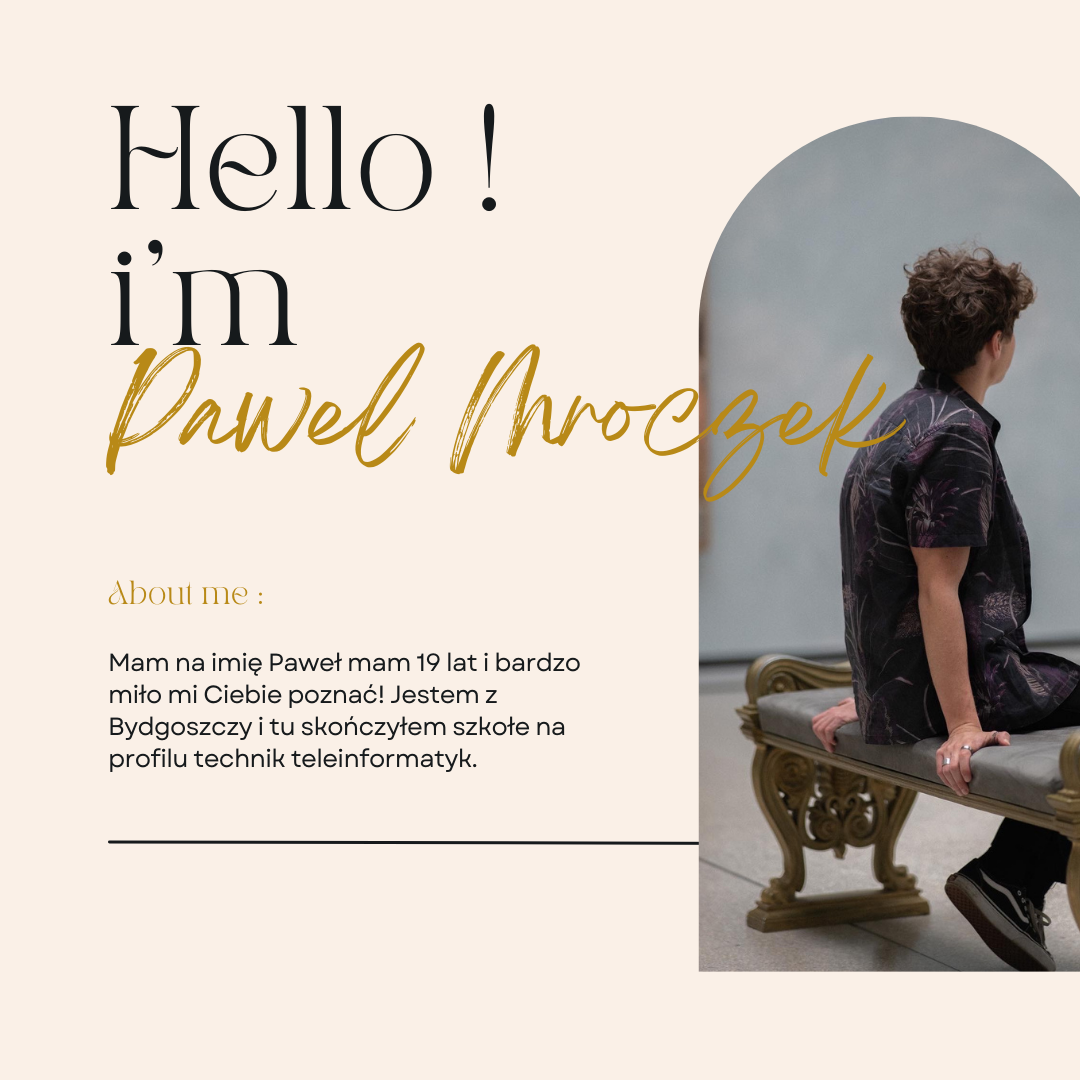 Hello !
i’m
Pawel Mroczek
About me :
Mam na imię Paweł mam 19 lat i bardzo
miło mi Ciebie poznać! Jestem z
Bydgoszczy i tu skończyłem szkołe na
profilu technik teleinformatyk.